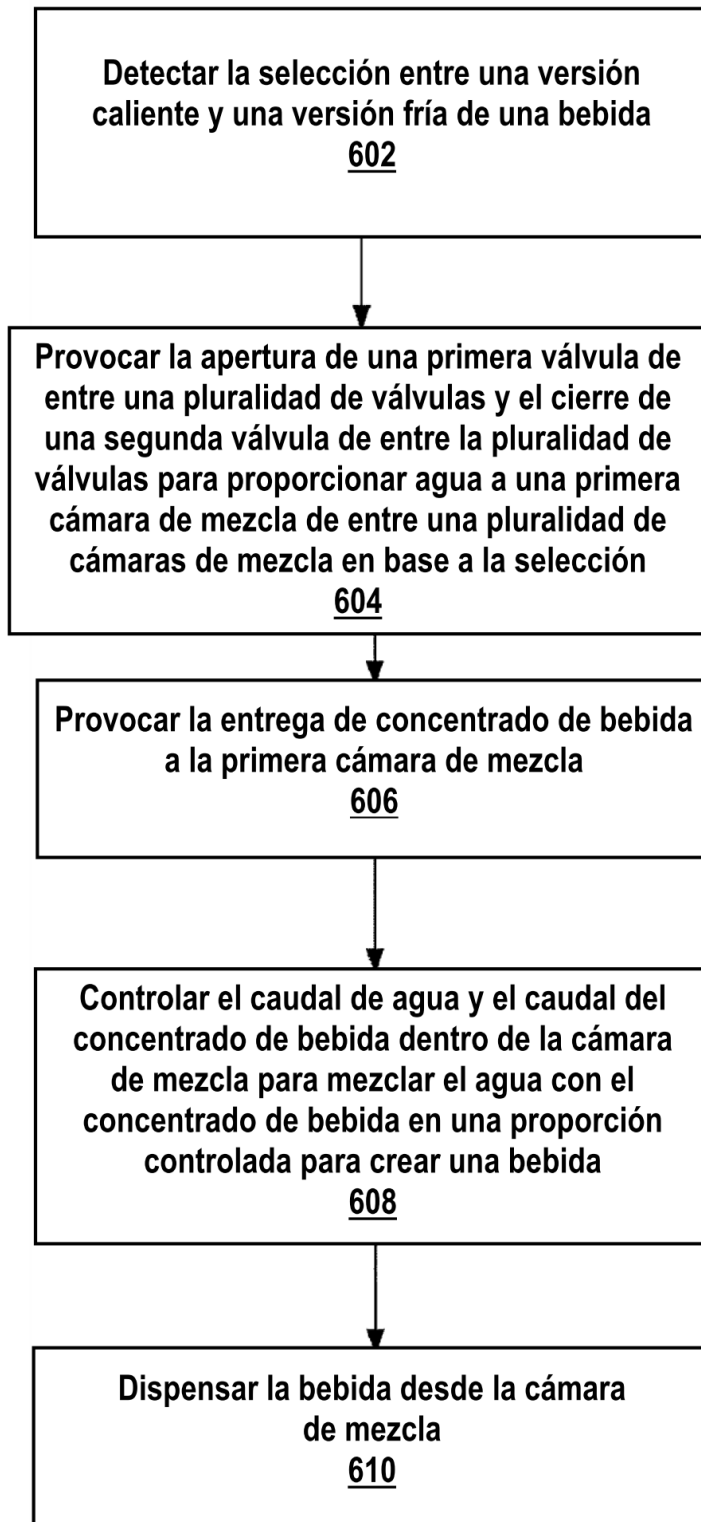 Detectar la selección entre una versión
caliente y una versión fría de una bebida
602
Provocar la apertura de una primera válvula de
entre una pluralidad de válvulas y el cierre de
una segunda válvula de entre la pluralidad de
válvulas para proporcionar agua a una primera
cámara de mezcla de entre una pluralidad de
cámaras de mezcla en base a la selección
604
Provocar la entrega de concentrado de bebida
a la primera cámara de mezcla
606
Controlar el caudal de agua y el caudal del
concentrado de bebida dentro de la cámara
de mezcla para mezclar el agua con el
concentrado de bebida en una proporción
controlada para crear una bebida
608
Dispensar la bebida desde la cámara
de mezcla
610